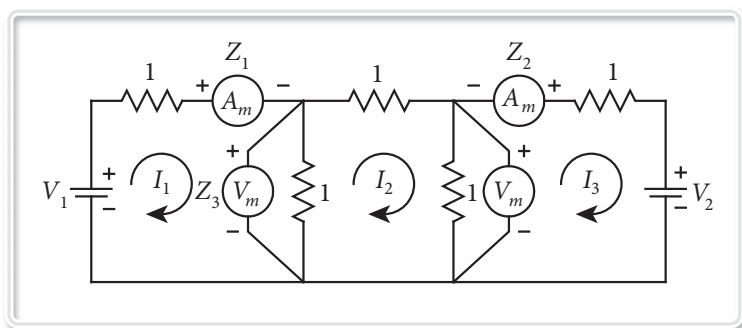 Z₁ Z₂
1 + − 1 − + 1
Aₘ Aₘ
+ + + +
V₁ I₁ Z₃ Vₘ 1 I₂ 1 Vₘ I₃ V₂
− − − −